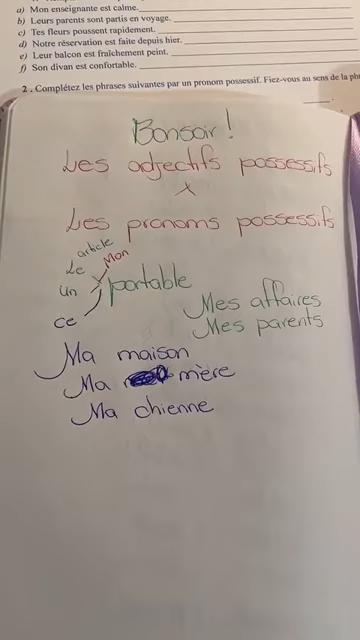 a) Mon enseignante est calme.
b) Leurs parents sont partis en voyage.
c) Tes fleurs poussent rapidement.
d) Notre réservation est faite depuis hier.
e) Leur balcon est fraîchement peint.
f) Son divan est confortable.
2. Complétez les phrases suivantes par un pronom possessif. Fiez-vous au sens de la
Bonsoir !
Les adjectifs possessifs
x
Les pronoms possessifs
article
Le Mon
un portable
ce
Mes affaires
Mes parents
Ma maison
Ma mère
Ma chienne